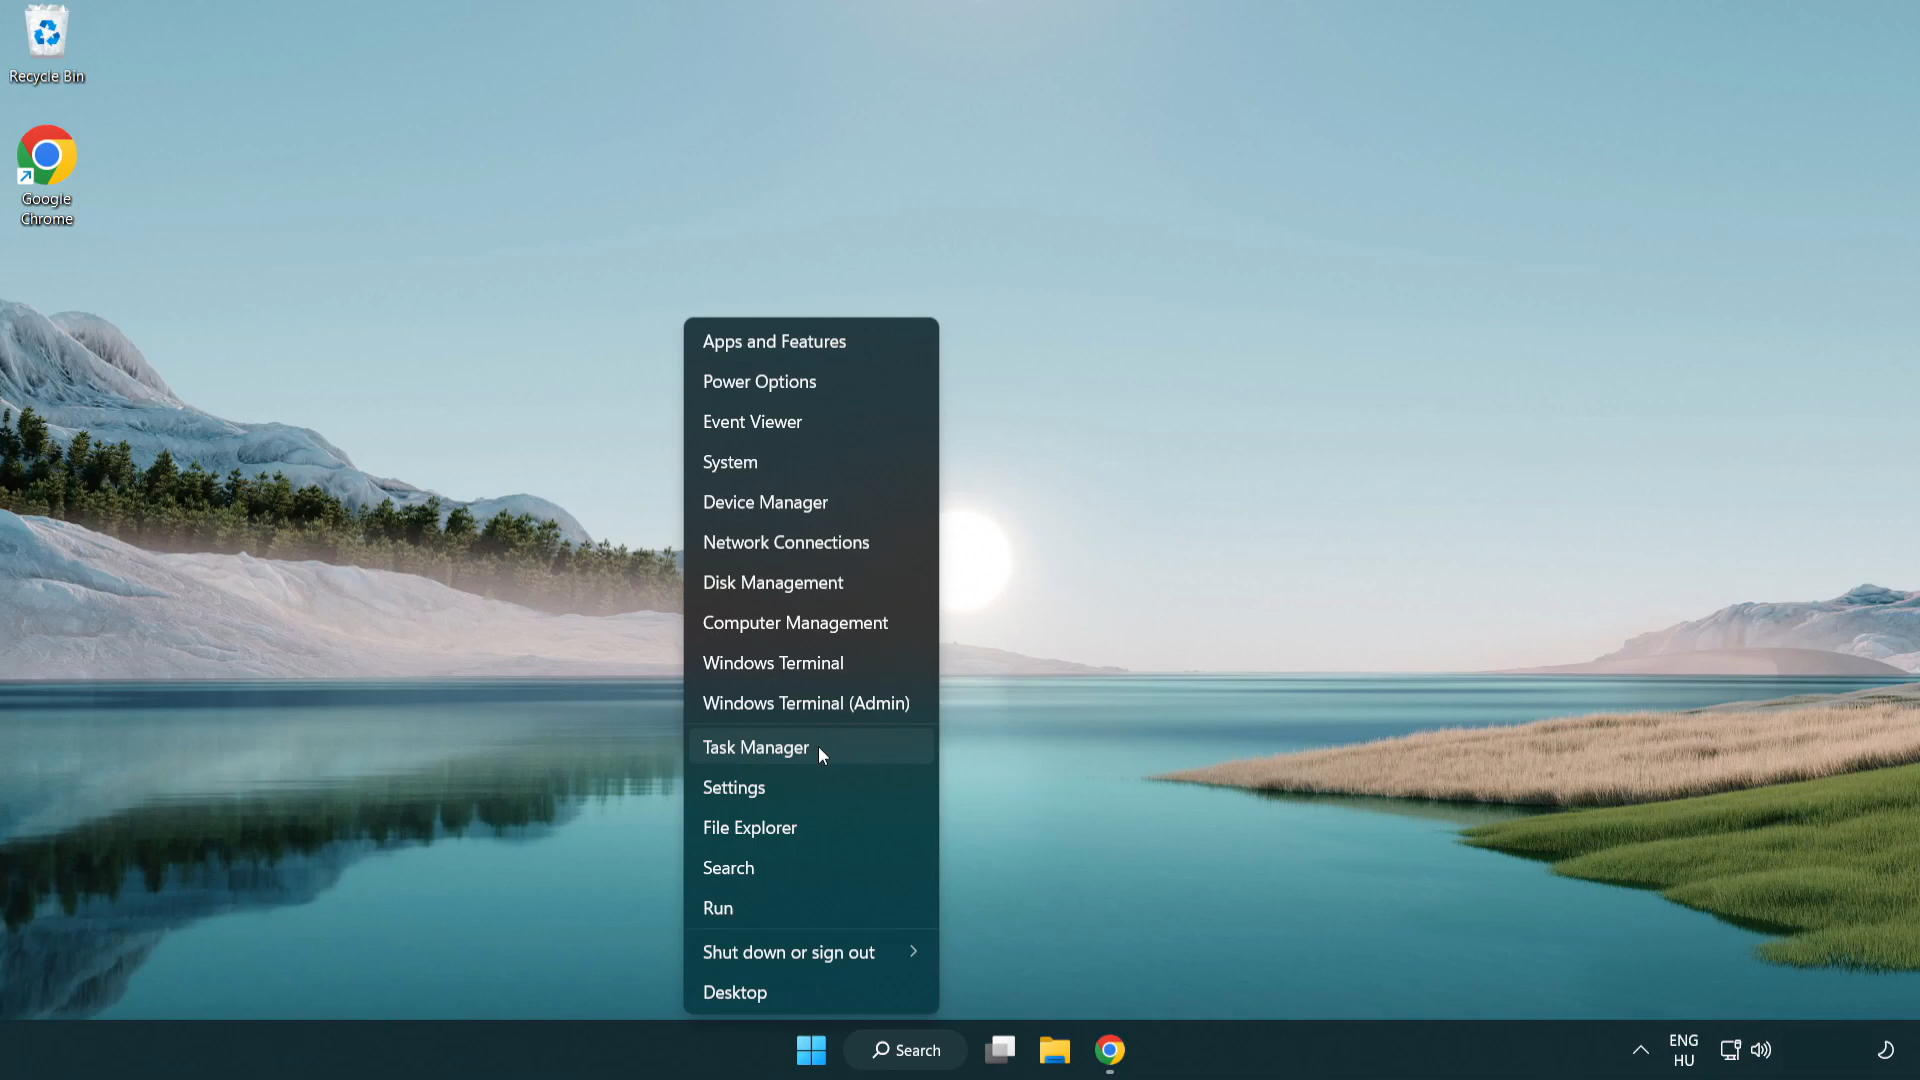 Recycle Bin
Google
Chrome
Apps and Features
Power Options
Event Viewer
System
Device Manager
Network Connections
Disk Management
Computer Management
Windows Terminal
Windows Terminal (Admin)
Task Manager
Settings
File Explorer
Search
Run
Shut down or sign out
Desktop
Search
ENG
HU